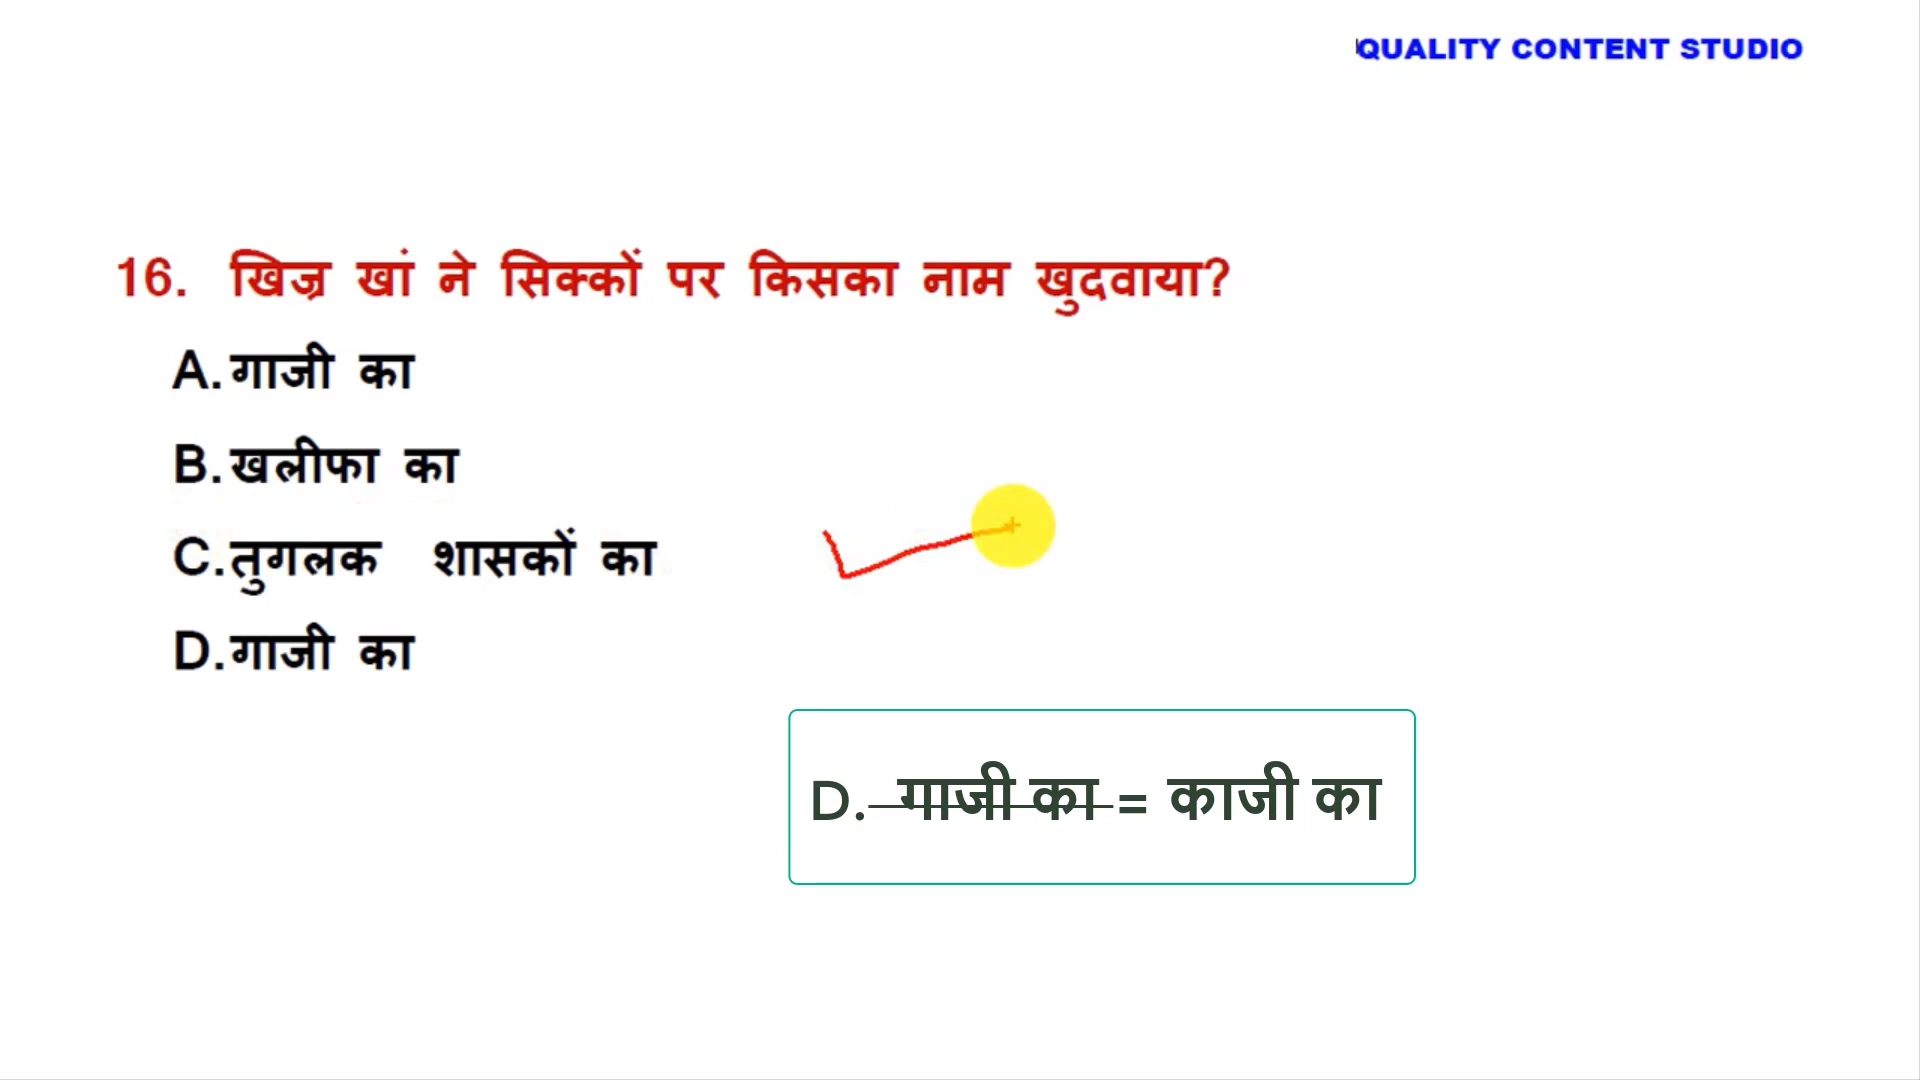 QUALITY CONTENT STUDIO
16. खिज्र खां ने सिक्कों पर किसका नाम खुदवाया?
A. गाजी का
B. खलीफा का
C. तुगलक शासकों का
D. गाजी का
D. गाजी का = काजी का